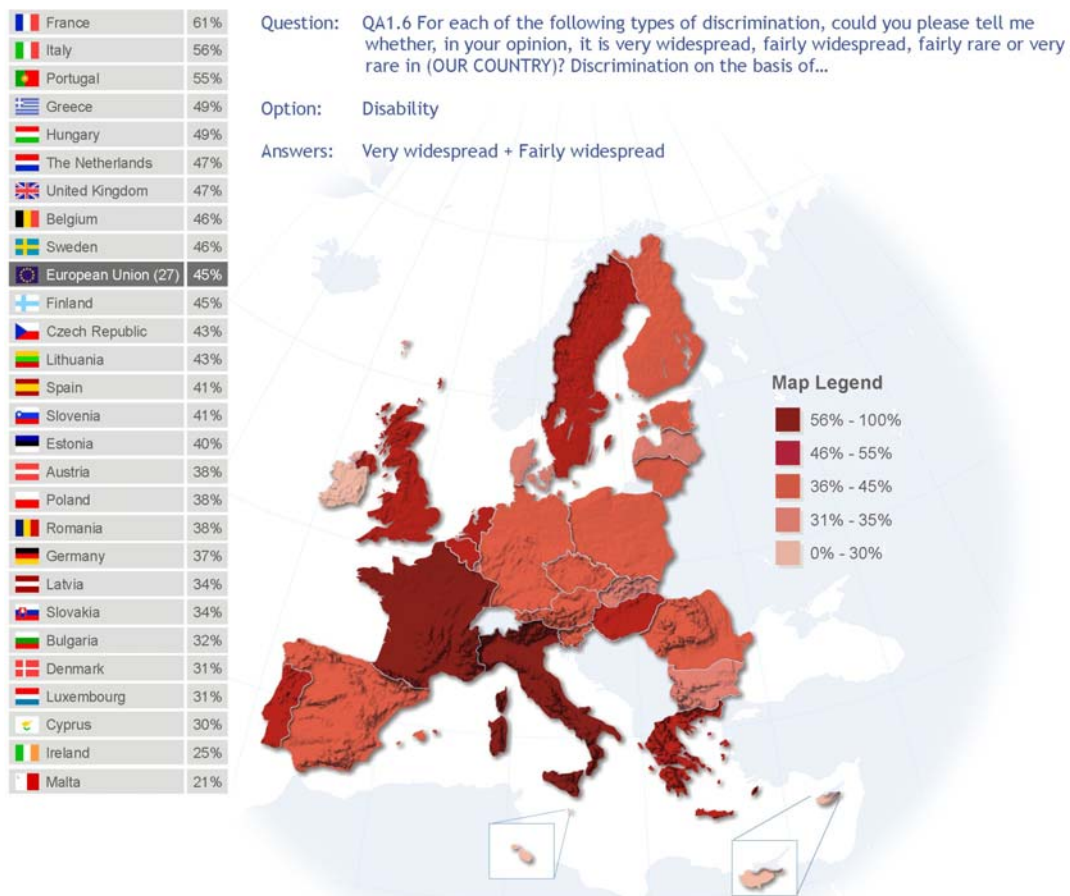 France 61%
Italy 56%
Portugal 55%
Greece 49%
Hungary 49%
The Netherlands 47%
United Kingdom 47%
Belgium 46%
Sweden 46%
European Union (27) 45%
Finland 45%
Czech Republic 43%
Lithuania 43%
Spain 41%
Slovenia 41%
Estonia 40%
Austria 38%
Poland 38%
Romania 38%
Germany 37%
Latvia 34%
Slovakia 34%
Bulgaria 32%
Denmark 31%
Luxembourg 31%
Cyprus 30%
Ireland 25%
Malta 21%
Question: QA1.6 For each of the following types of discrimination, could you please tell me
whether, in your opinion, it is very widespread, fairly widespread, fairly rare or very
rare in (OUR COUNTRY)? Discrimination on the basis of...
Option: Disability
Answers: Very widespread + Fairly widespread
Map Legend
56% - 100%
46% - 55%
36% - 45%
31% - 35%
0% - 30%